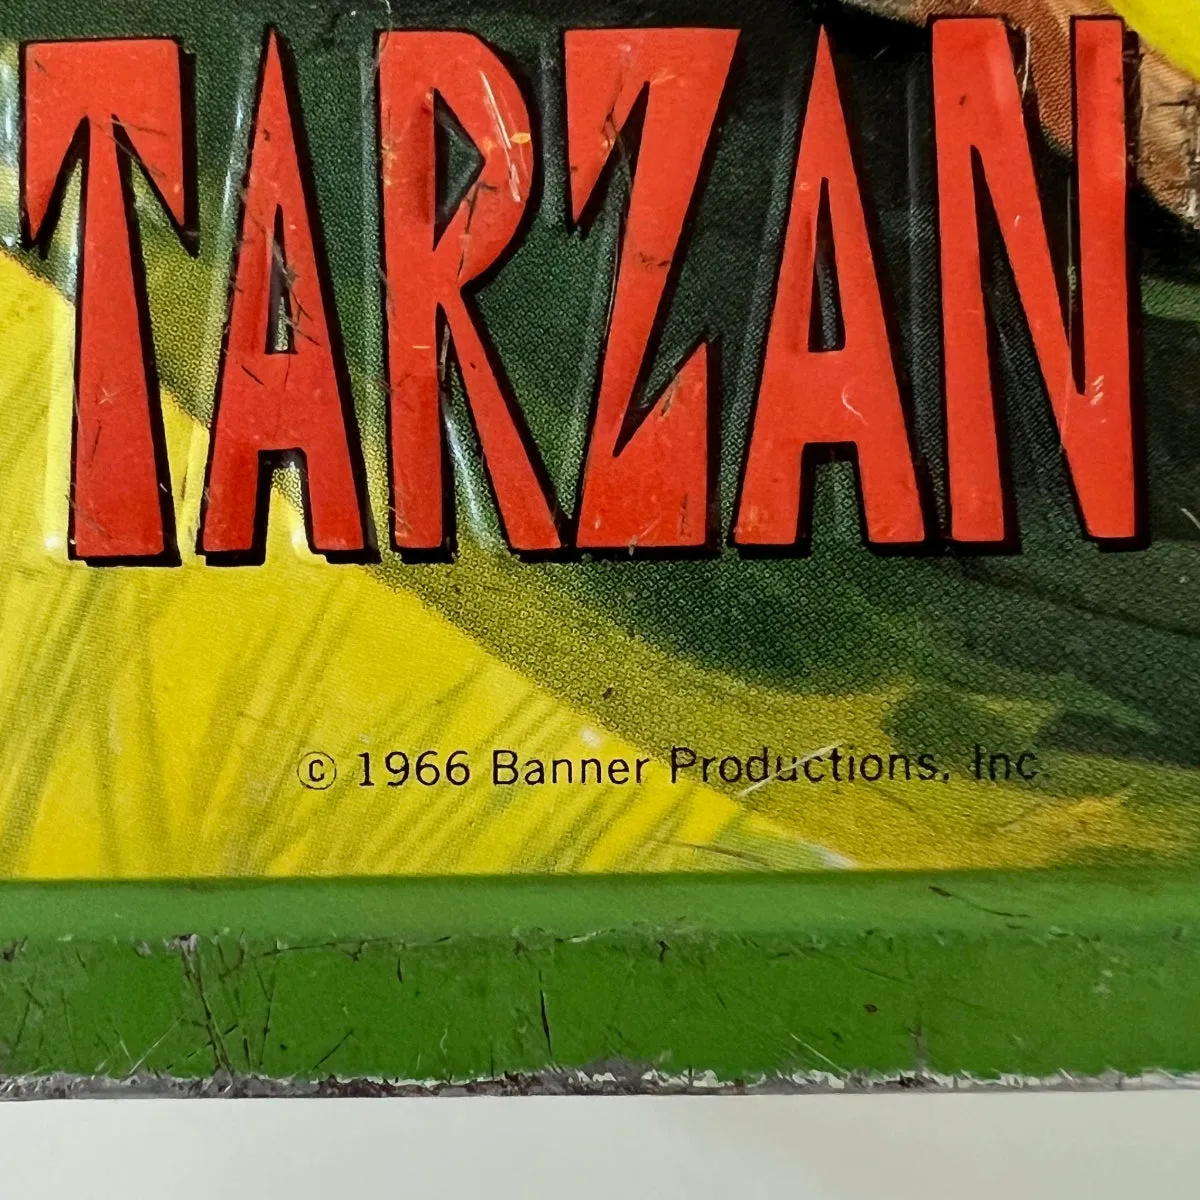 TARZAN
© 1966 Banner Productions, Inc.